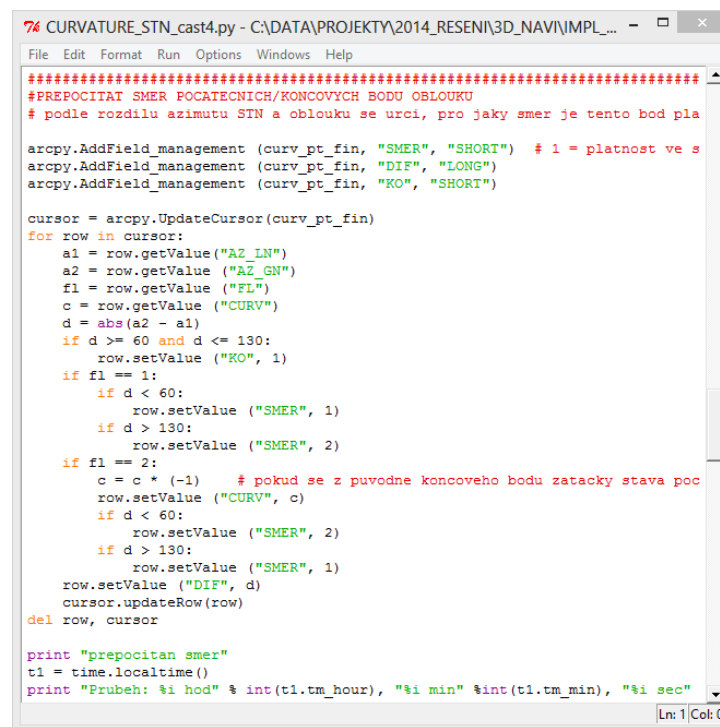 CURVATURE_STN_cast4.py - C:\DATA\PROJEKTY\2014_RESENI\3D_NAVI\IMPL_...
File Edit Format Run Options Windows Help
##############################################################################
#PREPOCITAT SMER POCATECNICH/KONCOVYCH BODU OBLOUKU
# podle rozdilu azimutu STN a oblouku se urci, pro jaky smer je tento bod pla
arcpy.AddField_management (curv_pt_fin, "SMER", "SHORT")  # 1 = platnost ve s
arcpy.AddField_management (curv_pt_fin, "DIF", "LONG")
arcpy.AddField_management (curv_pt_fin, "KO", "SHORT")
cursor = arcpy.UpdateCursor(curv_pt_fin)
for row in cursor:
    a1 = row.getValue("AZ_LN")
    a2 = row.getValue ("AZ_GN")
    fl = row.getValue ("FL")
    c = row.getValue ("CURV")
    d = abs(a2 - a1)
    if d >= 60 and d <= 130:
        row.setValue ("KO", 1)
    if fl == 1:
        if d < 60:
            row.setValue ("SMER", 1)
        if d > 130:
            row.setValue ("SMER", 2)
    if fl == 2:
        c = c * (-1)    # pokud se z puvodne koncoveho bodu zatacky stava poc
        row.setValue ("CURV", c)
        if d < 60:
            row.setValue ("SMER", 2)
        if d > 130:
            row.setValue ("SMER", 1)
    row.setValue ("DIF", d)
    cursor.updateRow(row)
del row, cursor
print "prepocitan smer"
t1 = time.localtime()
print "Prubeh: %i hod" % int(t1.tm_hour), "%i min" %int(t1.tm_min), "%i sec"
Ln: 1 Col: 0